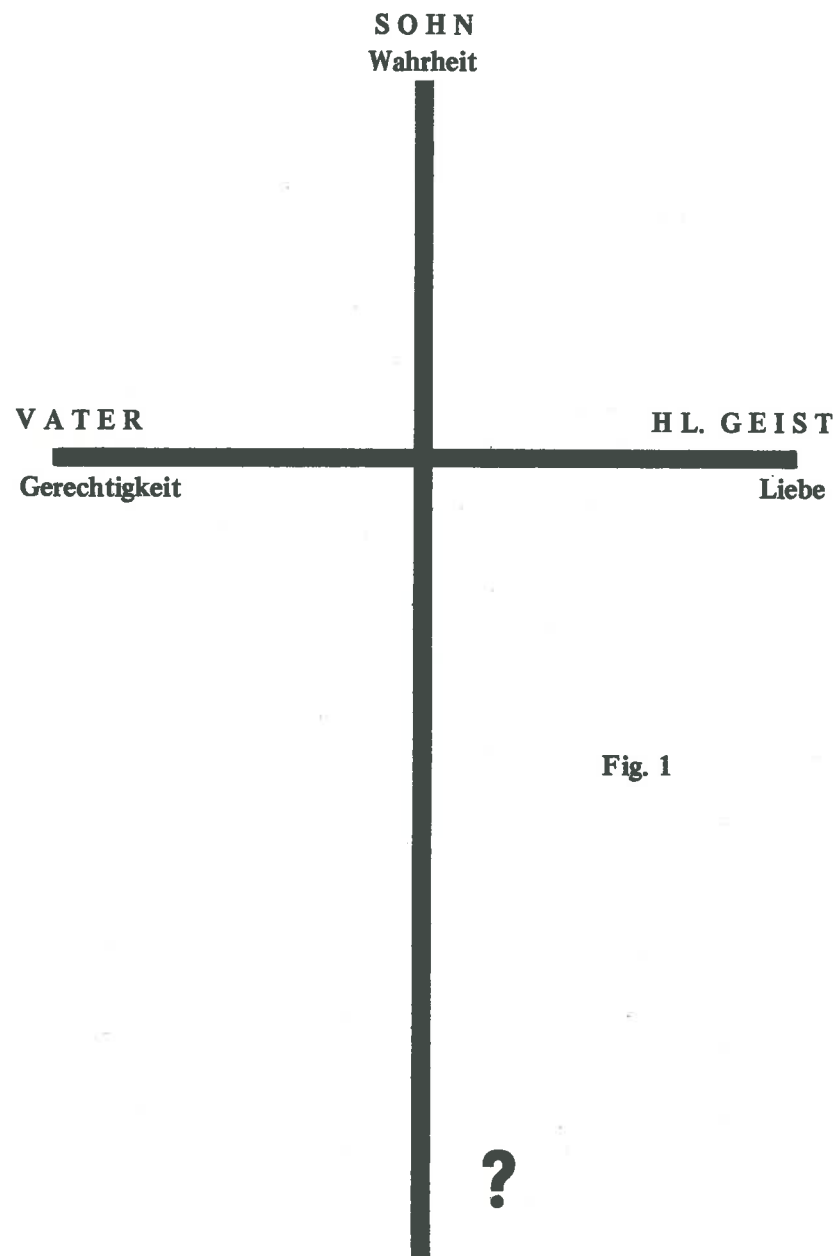 SOHN
Wahrheit
VATER
HL. GEIST
Gerechtigkeit
Liebe
Fig. 1
?